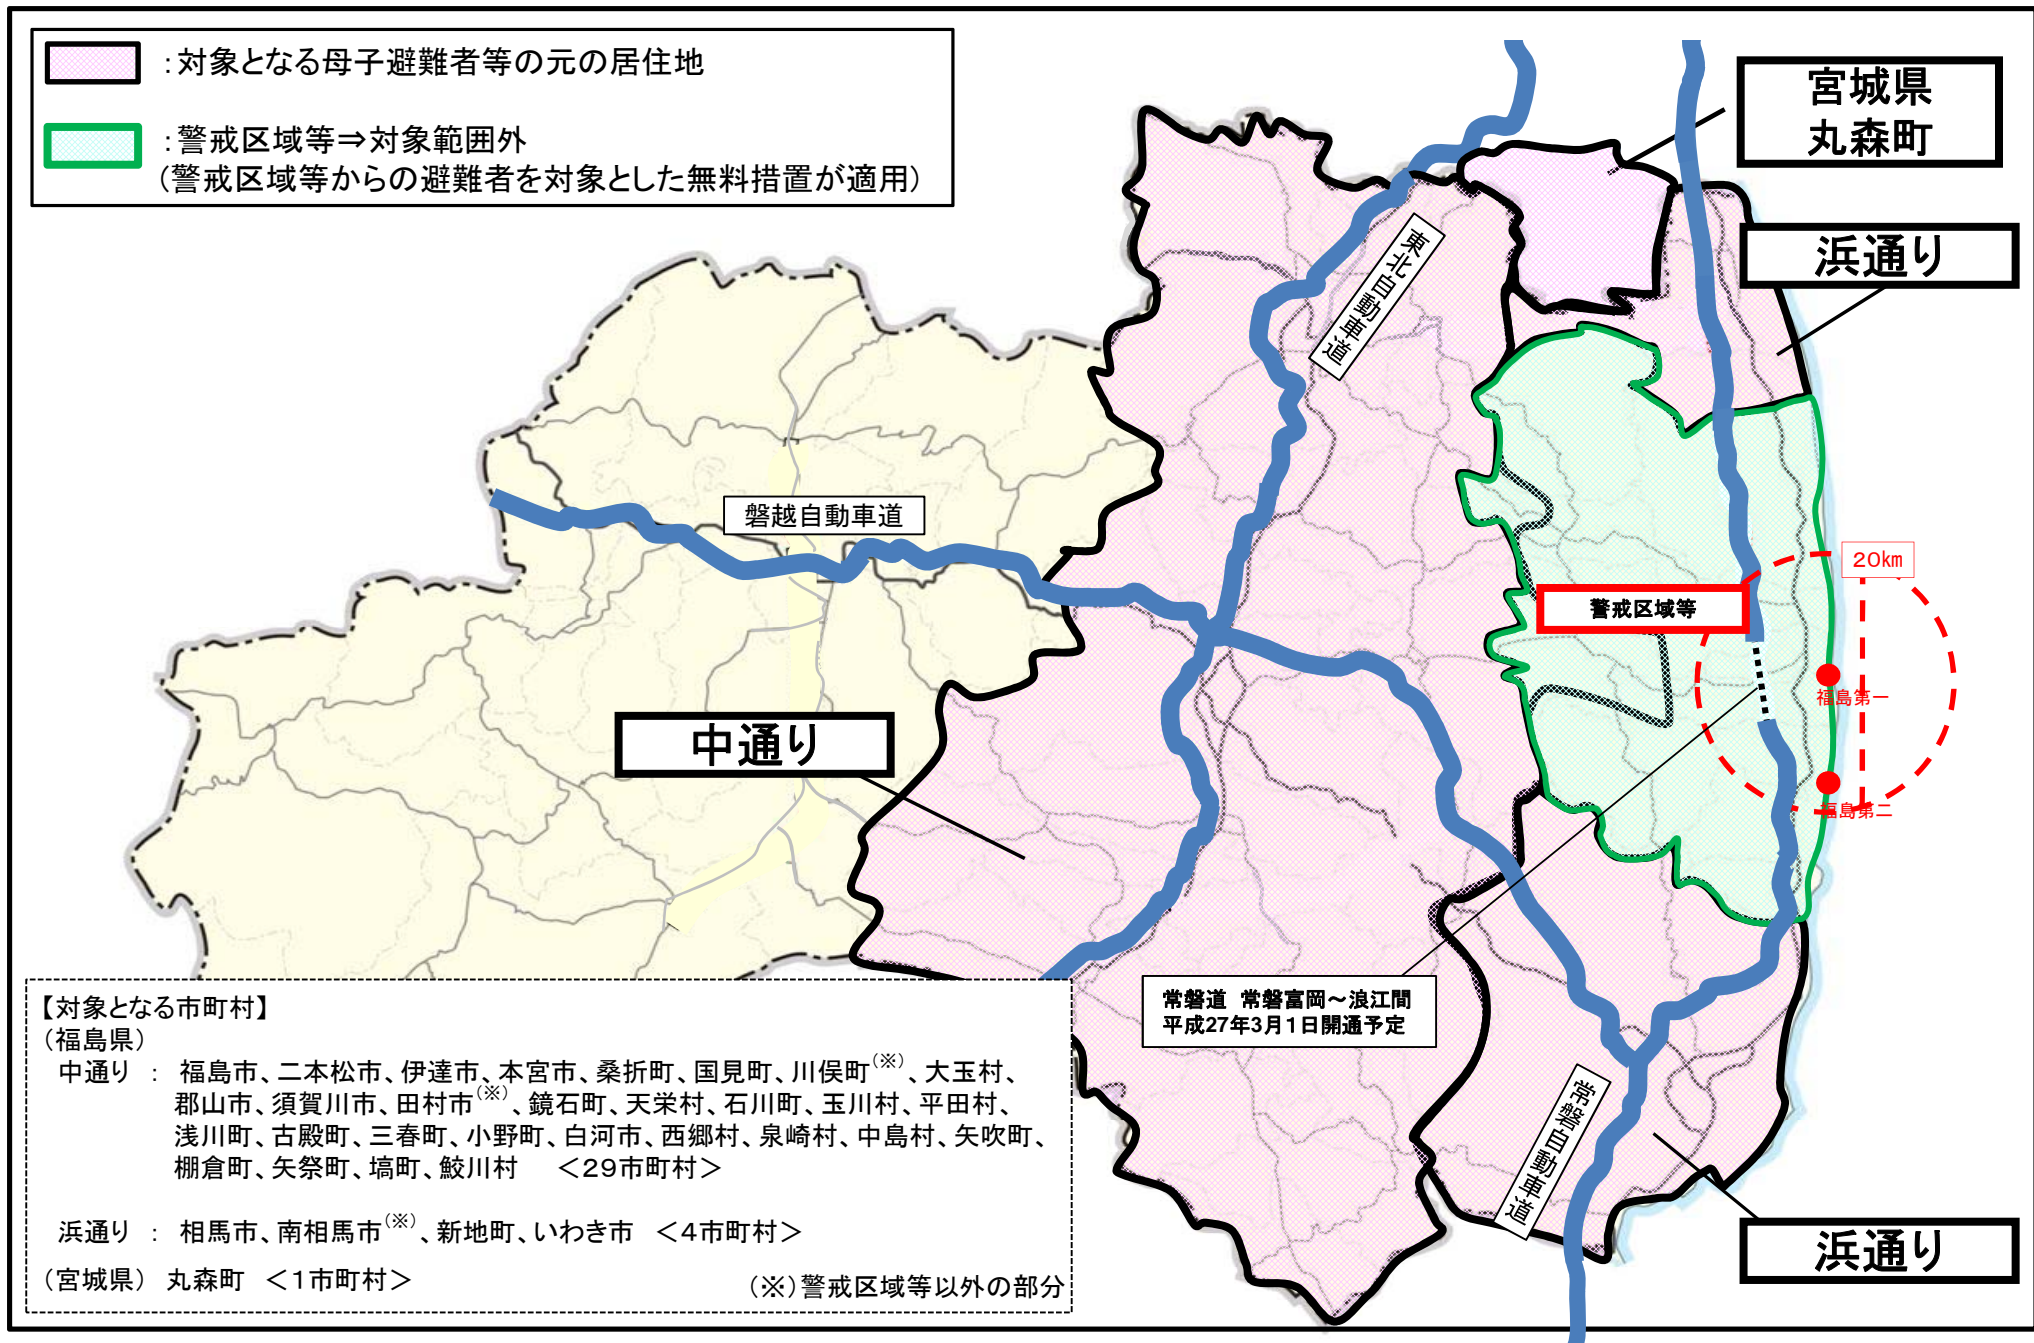 ：対象となる母子避難者等の元の居住地
：警戒区域等⇒対象範囲外
（警戒区域等からの避難者を対象とした無料措置が適用）
宮城県
丸森町
浜通り
東北自動車道
磐越自動車道
20km
警戒区域等
福島第一
中通り
福島第二
常磐道 常磐富岡～浪江間
平成27年3月1日開通予定
常磐自動車道
浜通り
【対象となる市町村】
（福島県）
中通り ： 福島市、二本松市、伊達市、本宮市、桑折町、国見町、川俣町(※)、大玉村、
郡山市、須賀川市、田村市(※)、鏡石町、天栄村、石川町、玉川村、平田村、
浅川町、古殿町、三春町、小野町、白河市、西郷村、泉崎村、中島村、矢吹町、
棚倉町、矢祭町、塙町、鮫川村 ＜29市町村＞
浜通り ： 相馬市、南相馬市(※)、新地町、いわき市 ＜4市町村＞
（宮城県） 丸森町 ＜1市町村＞
（※）警戒区域等以外の部分